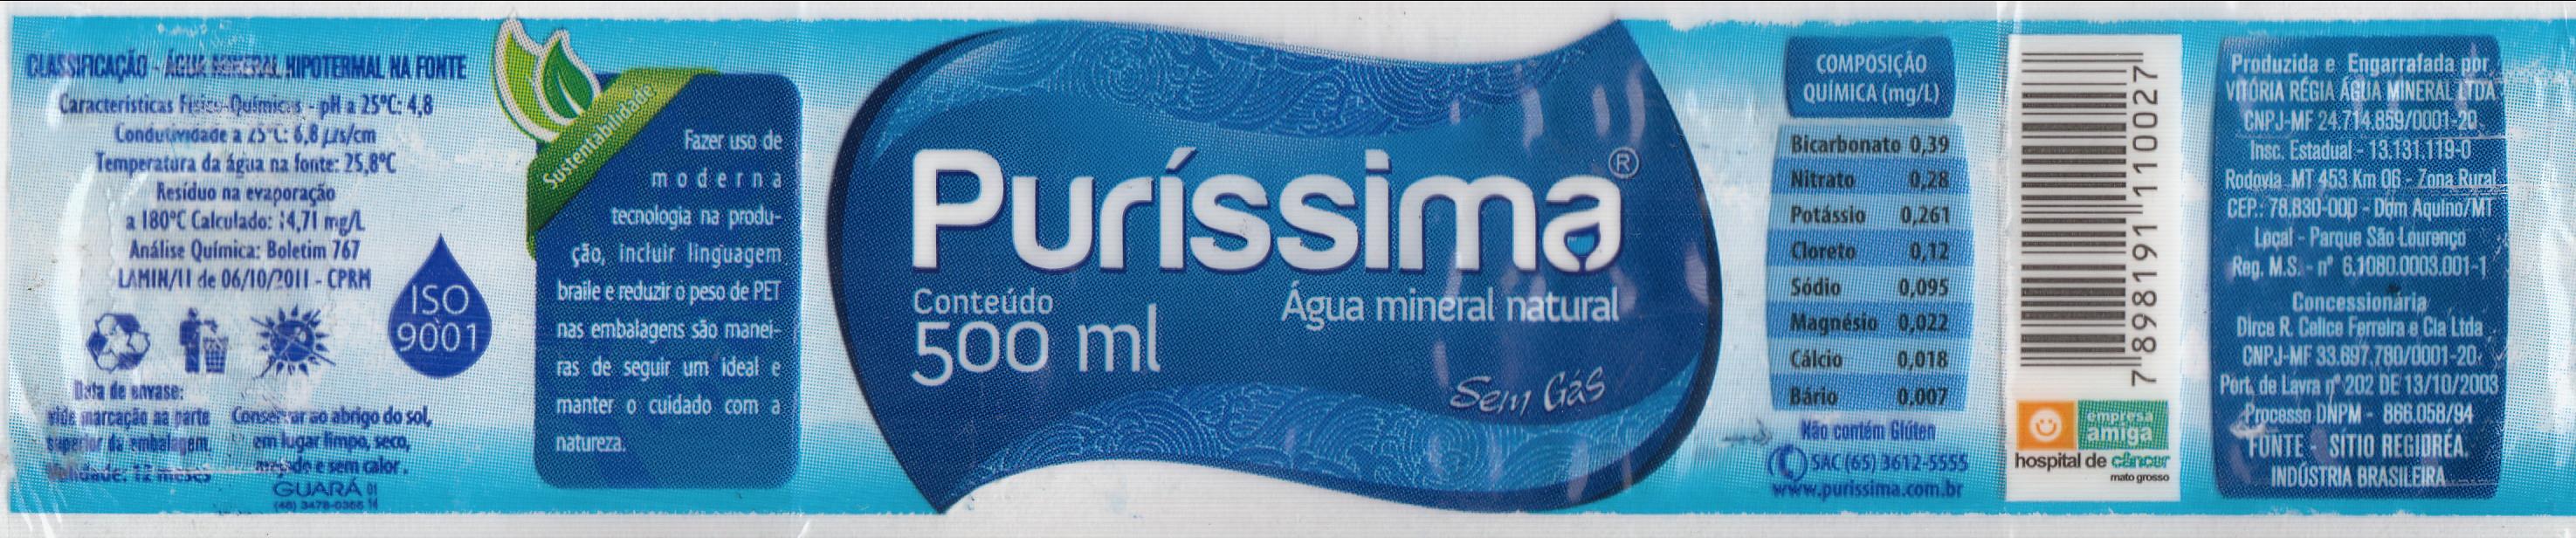 CLASSIFICAÇÃO - ÁGUA MINERAL HIPOTERMAL NA FONTE
Características Físico-Químicas - pH a 25ºC: 4,8
Condutividade a 25ºC: 6,8 µs/cm
Temperatura da água na fonte: 25,8ºC
Resíduo na evaporação
a 180ºC Calculado: 14,71 mg/L
Análise Química: Boletim 767
LAMIN/11 de 06/10/2011 - CPRM
ISO
9001
Data de envase:
vide marcação na parte
superior da embalagem.
Validade: 12 meses
Conservar ao abrigo do sol,
em lugar limpo, seco,
arejado e sem calor.
GUARÁ 01
(46) 3478-0366 14
Sustentabilidade
Fazer uso de
moderna
tecnologia na produ-
ção, incluir linguagem
braile e reduzir o peso de PET
nas embalagens são manei-
ras de seguir um ideal e
manter o cuidado com a
natureza.
Puríssima ®
Conteúdo
500 ml
Água mineral natural
Sem Gás
COMPOSIÇÃO
QUÍMICA (mg/L)
Bicarbonato 0,39
Nitrato 0,28
Potássio 0,261
Cloreto 0,12
Sódio 0,095
Magnésio 0,022
Cálcio 0,018
Bário 0,007
Não contém Glúten
SAC (65) 3612-5555
www.purissima.com.br
7 898191 110027
empresa
amiga
hospital de câncer
mato grosso
Produzida e Engarrafada por
VITÓRIA RÉGIA ÁGUA MINERAL LTDA
CNPJ-MF 24.714.859/0001-20
Insc. Estadual - 13.131.119-0
Rodovia MT 453 Km 06 - Zona Rural
CEP.: 78.830-000 - Dom Aquino/MT
Local - Parque São Lourenço
Reg. M.S. - nº 6.1080.0003.001-1
Concessionária
Dirce R. Celice Ferreira e Cia Ltda
CNPJ-MF 33.697.780/0001-20
Port. de Lavra nº 202 DE 13/10/2003
Processo DNPM - 866.058/94
FONTE - SÍTIO REGIDRÉA.
INDÚSTRIA BRASILEIRA